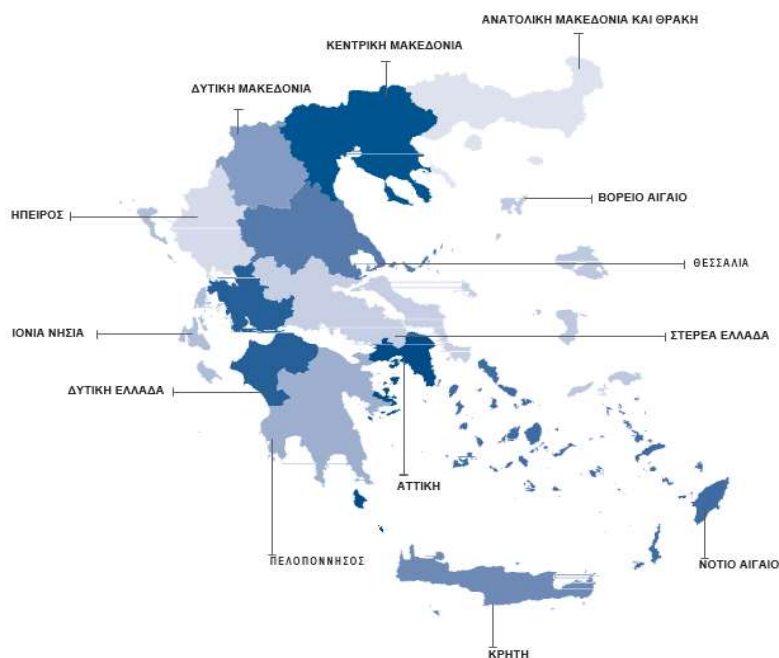 ΑΝΑΤΟΛΙΚΗ ΜΑΚΕΔΟΝΙΑ ΚΑΙ ΘΡΑΚΗ
ΚΕΝΤΡΙΚΗ ΜΑΚΕΔΟΝΙΑ
ΔΥΤΙΚΗ ΜΑΚΕΔΟΝΙΑ
ΒΟΡΕΙΟ ΑΙΓΑΙΟ
ΗΠΕΙΡΟΣ
ΘΕΣΣΑΛΙΑ
ΙΟΝΙΑ ΝΗΣΙΑ
ΣΤΕΡΕΑ ΕΛΛΑΔΑ
ΔΥΤΙΚΗ ΕΛΛΑΔΑ
ΑΤΤΙΚΗ
ΠΕΛΟΠΟΝΝΗΣΟΣ
ΝΟΤΙΟ ΑΙΓΑΙΟ
ΚΡΗΤΗ